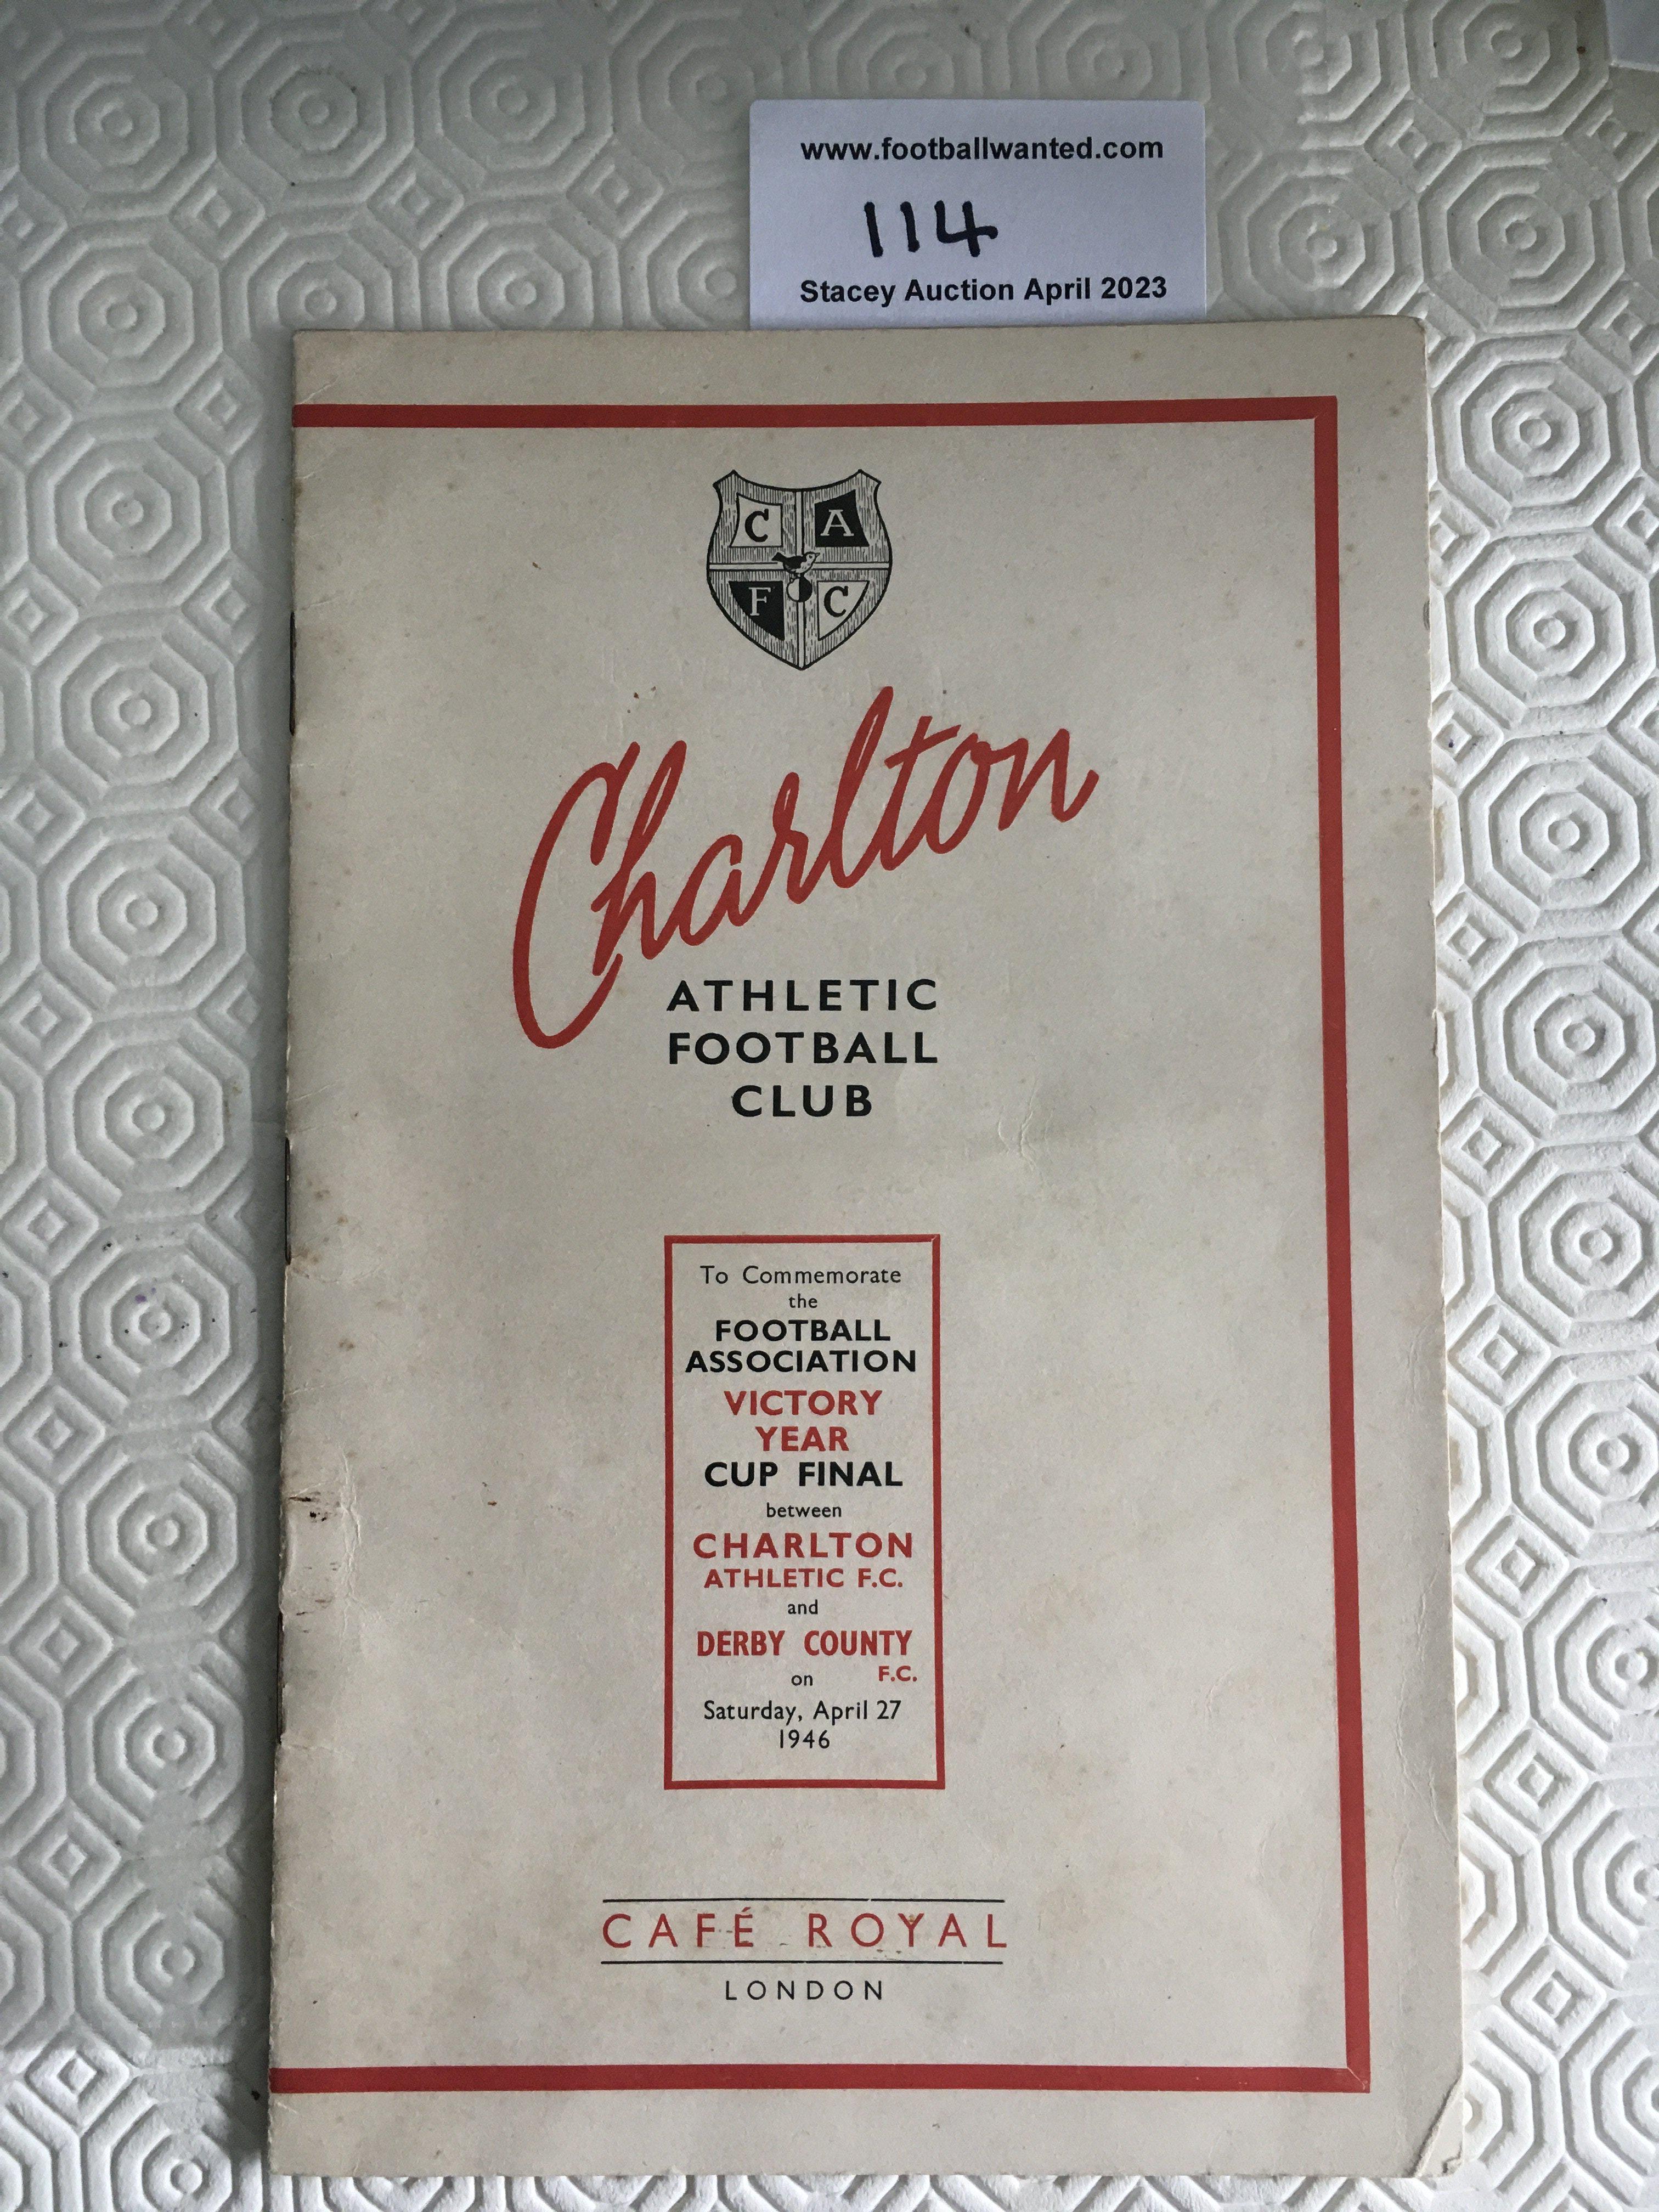 www.footballwanted.com
114
Stacey Auction April 2023
C A
F C
Charlton
ATHLETIC
FOOTBALL
CLUB
To Commemorate
the
FOOTBALL
ASSOCIATION
VICTORY
YEAR
CUP FINAL
between
CHARLTON
ATHLETIC F.C.
and
DERBY COUNTY
F.C.
on
Saturday, April 27
1946
CAFÉ ROYAL
LONDON